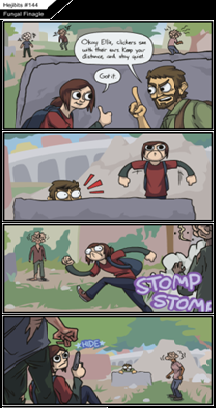 Hejibits #144
Fungal Finagler
Okay Ellie, clickers see
with their ears. Keep your
distance, and stay quiet.
Got it.
STOMP
STOMP
*HIDE*